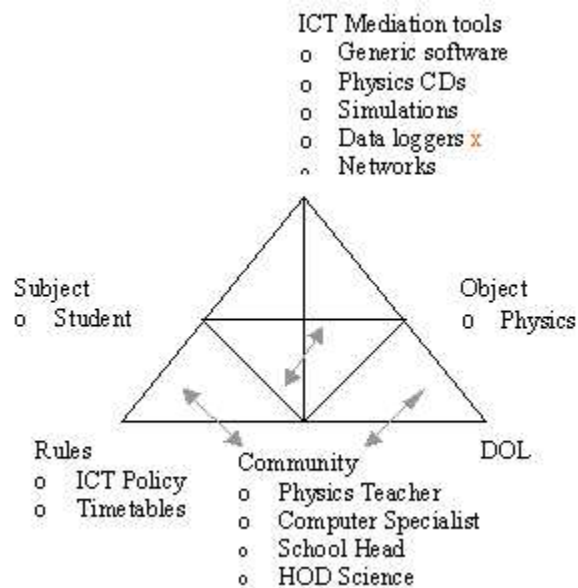 ICT Mediation tools
o Generic software
o Physics CDs
o Simulations
o Data loggers x
o Networks
Subject
o Student
Object
o Physics
Rules
o ICT Policy
o Timetables
Community
o Physics Teacher
o Computer Specialist
o School Head
o HOD Science
DOL